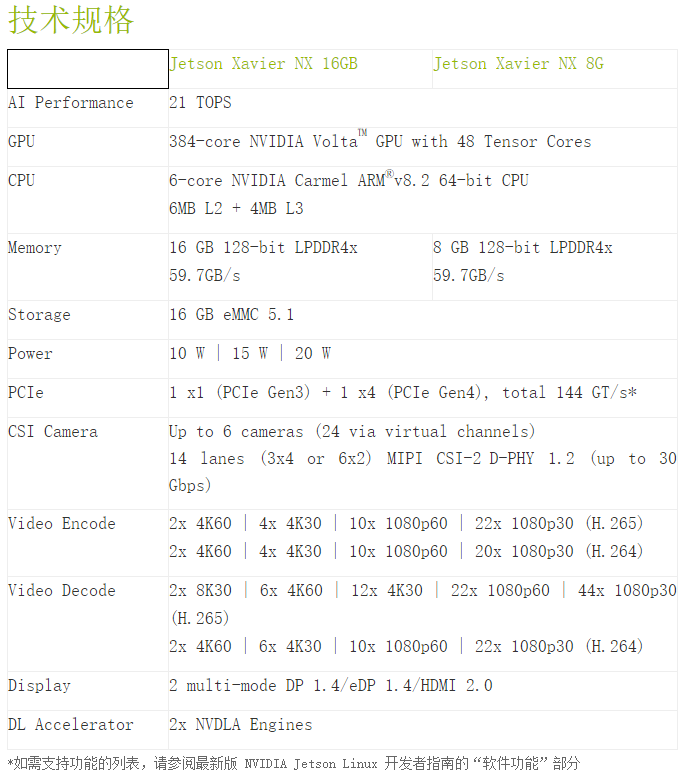 技术规格
Jetson Xavier NX 16GB Jetson Xavier NX 8G
AI Performance 21 TOPS
GPU 384-core NVIDIA Volta™ GPU with 48 Tensor Cores
CPU 6-core NVIDIA Carmel ARM®v8.2 64-bit CPU
6MB L2 + 4MB L3
Memory 16 GB 128-bit LPDDR4x 8 GB 128-bit LPDDR4x
59.7GB/s 59.7GB/s
Storage 16 GB eMMC 5.1
Power 10 W | 15 W | 20 W
PCIe 1 x1 (PCIe Gen3) + 1 x4 (PCIe Gen4), total 144 GT/s*
CSI Camera Up to 6 cameras (24 via virtual channels)
14 lanes (3x4 or 6x2) MIPI CSI-2 D-PHY 1.2 (up to 30
Gbps)
Video Encode 2x 4K60 | 4x 4K30 | 10x 1080p60 | 22x 1080p30 (H.265)
2x 4K60 | 4x 4K30 | 10x 1080p60 | 20x 1080p30 (H.264)
Video Decode 2x 8K30 | 6x 4K60 | 12x 4K30 | 22x 1080p60 | 44x 1080p30
(H.265)
2x 4K60 | 6x 4K30 | 10x 1080p60 | 22x 1080p30 (H.264)
Display 2 multi-mode DP 1.4/eDP 1.4/HDMI 2.0
DL Accelerator 2x NVDLA Engines
*如需支持功能的列表，请参阅最新版 NVIDIA Jetson Linux 开发者指南的“软件功能”部分